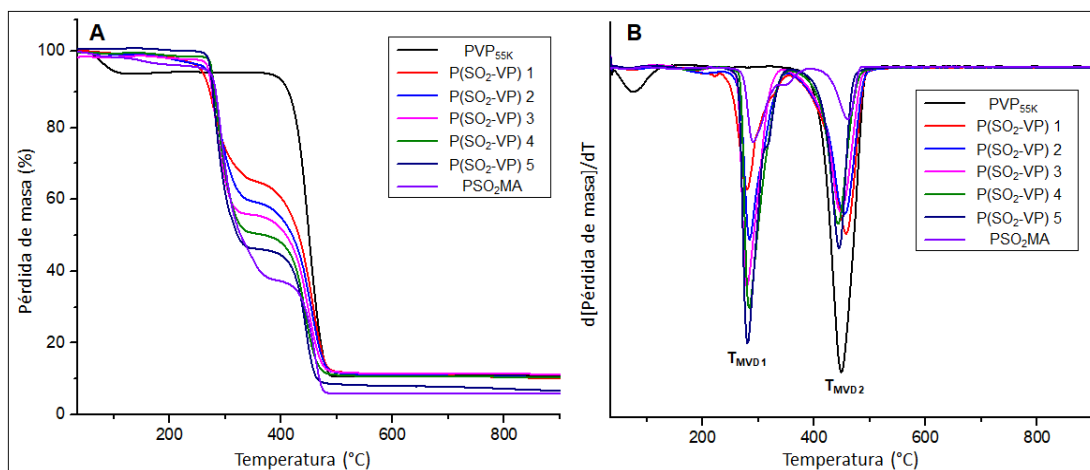 A
PVP55K
P(SO2-VP) 1
P(SO2-VP) 2
P(SO2-VP) 3
P(SO2-VP) 4
P(SO2-VP) 5
PSO2MA
Pérdida de masa (%)
100
80
60
40
20
10
0
200
400
600
800
Temperatura (°C)
B
PVP55K
P(SO2-VP) 1
P(SO2-VP) 2
P(SO2-VP) 3
P(SO2-VP) 4
P(SO2-VP) 5
PSO2MA
d[Pérdida de masa]/dT
TMVD1
TMVD2
200
400
600
800
Temperatura (°C)